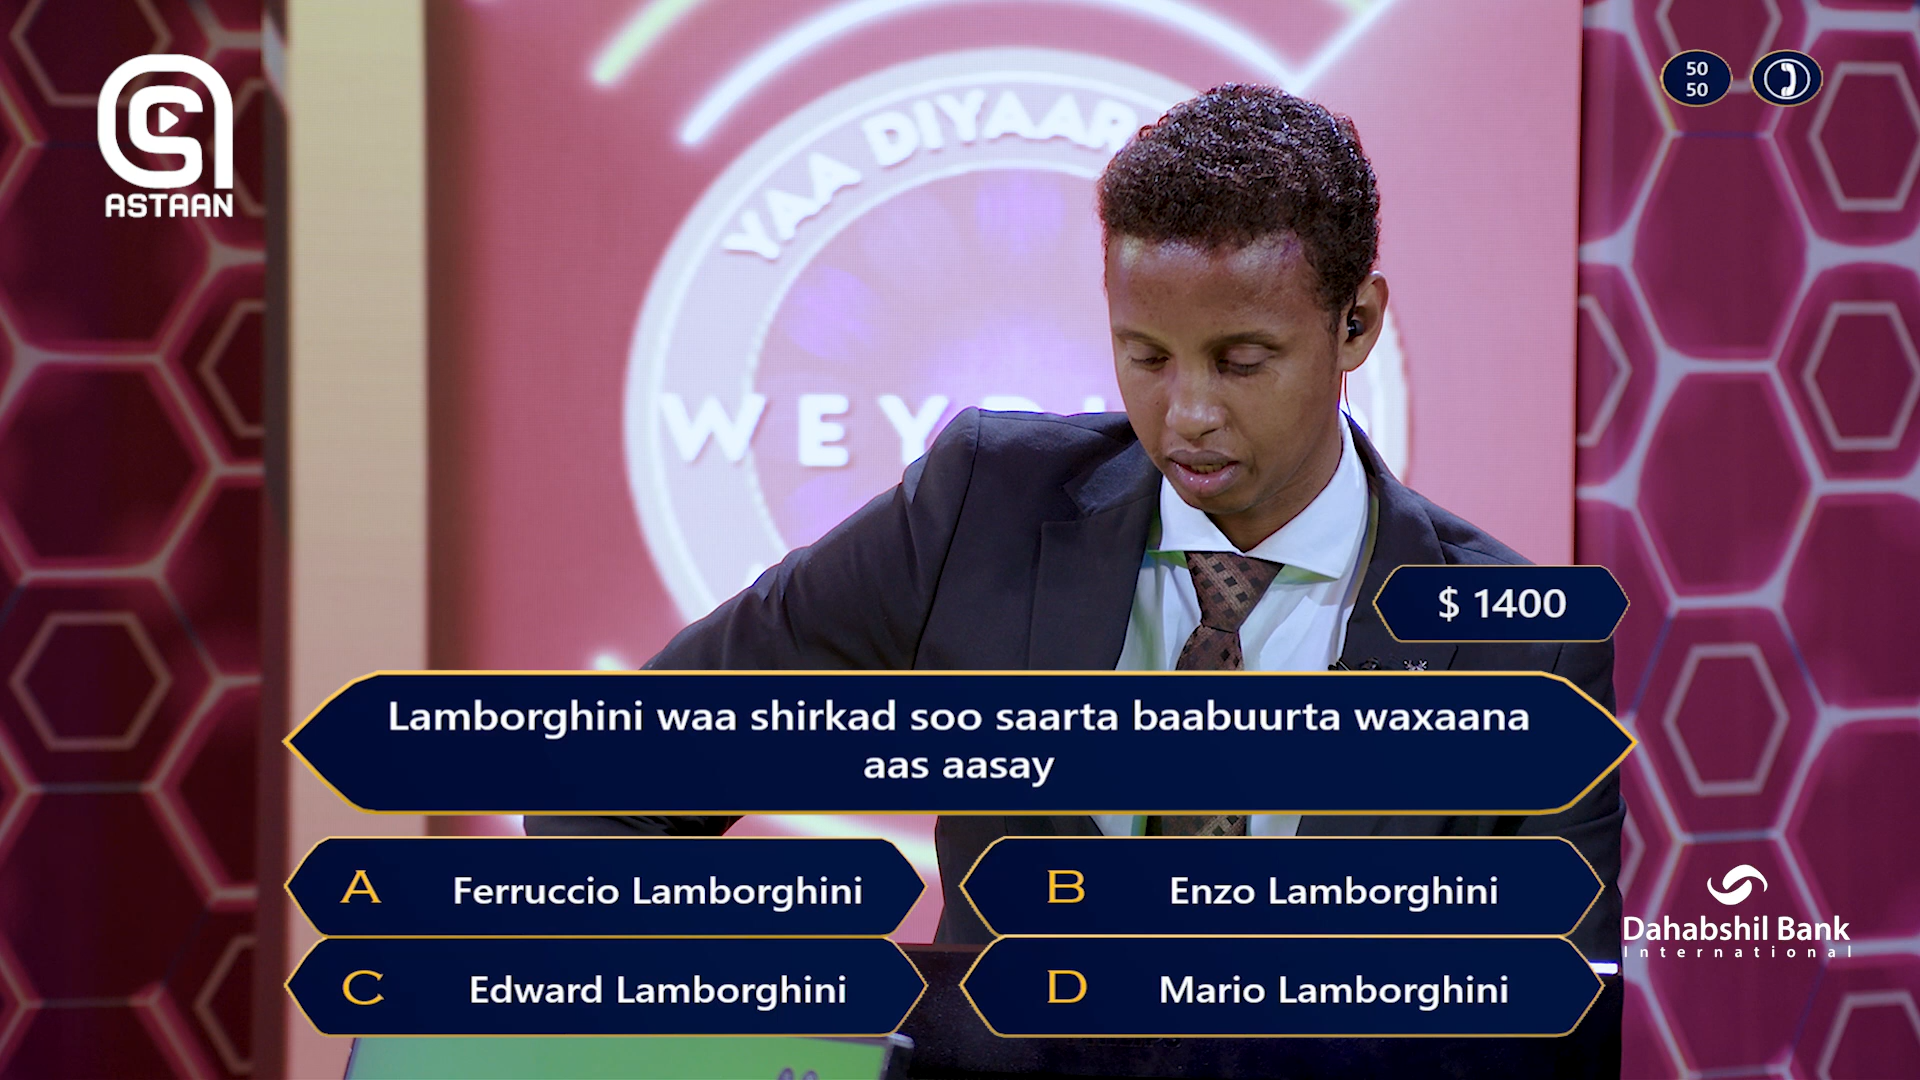 ASTAAN
50
50
YAA DIYAAR
$ 1400
Lamborghini waa shirkad soo saarta baabuurta waxaana
aas aasay
A Ferruccio Lamborghini
B Enzo Lamborghini
C Edward Lamborghini
D Mario Lamborghini
Dahabshil Bank
International